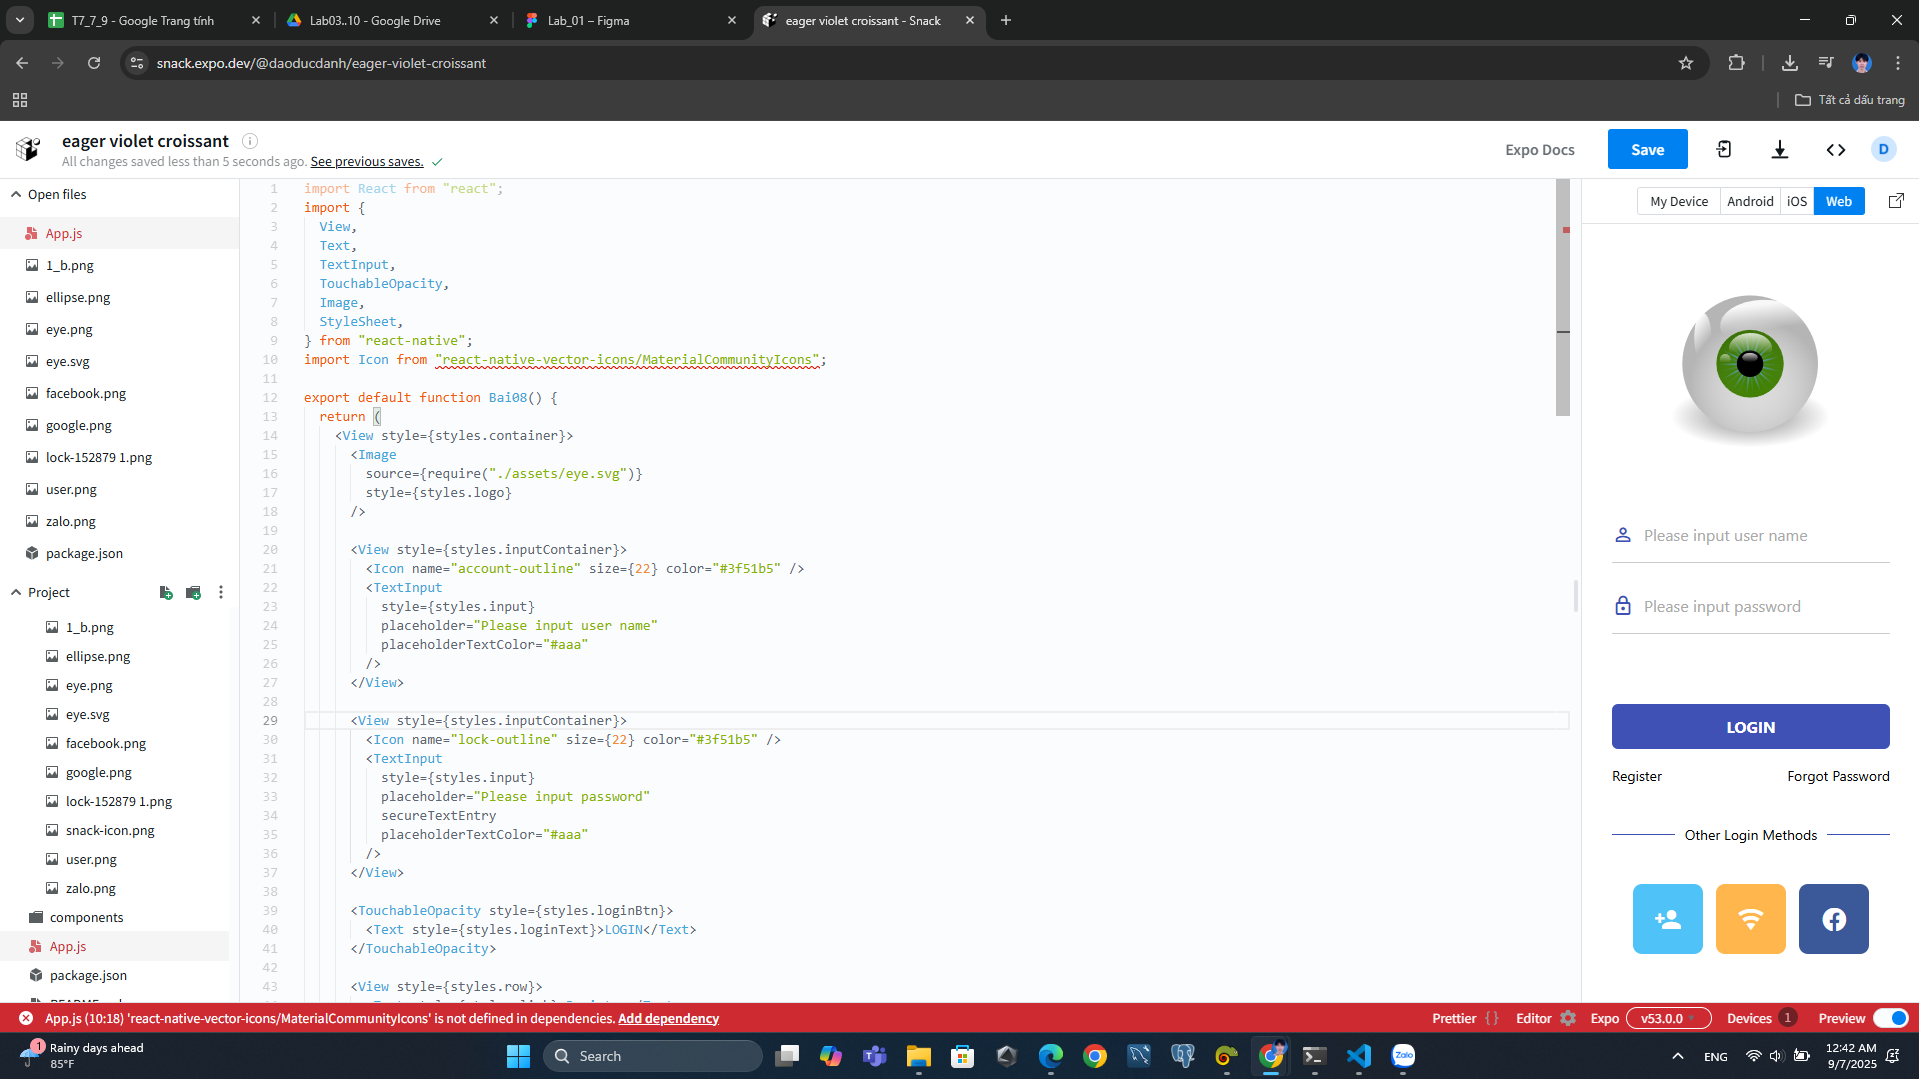 T7_7_9 - Google Trang tính
Lab03..10 - Google Drive
Lab_01 – Figma
eager violet croissant - Snack
snack.expo.dev/@daoducdanh/eager-violet-croissant
Tất cả dấu trang
eager violet croissant
All changes saved less than 5 seconds ago. See previous saves.
Expo Docs
Save
D
Open files
App.js
1_b.png
ellipse.png
eye.png
eye.svg
facebook.png
google.png
lock-152879 1.png
user.png
zalo.png
package.json
Project
1_b.png
ellipse.png
eye.png
eye.svg
facebook.png
google.png
lock-152879 1.png
snack-icon.png
user.png
zalo.png
components
App.js
package.json
1 import React from "react";
2 import {
3 View,
4 Text,
5 TextInput,
6 TouchableOpacity,
7 Image,
8 StyleSheet,
9 } from "react-native";
10 import Icon from "react-native-vector-icons/MaterialCommunityIcons";
11
12 export default function Bai08() {
13 return (
14 <View style={styles.container}>
15 <Image
16 source={require("./assets/eye.svg")}
17 style={styles.logo}
18 />
19
20 <View style={styles.inputContainer}>
21 <Icon name="account-outline" size={22} color="#3f51b5" />
22 <TextInput
23 style={styles.input}
24 placeholder="Please input user name"
25 placeholderTextColor="#aaa"
26 />
27 </View>
28
29 <View style={styles.inputContainer}>
30 <Icon name="lock-outline" size={22} color="#3f51b5" />
31 <TextInput
32 style={styles.input}
33 placeholder="Please input password"
34 secureTextEntry
35 placeholderTextColor="#aaa"
36 />
37 </View>
38
39 <TouchableOpacity style={styles.loginBtn}>
40 <Text style={styles.loginText}>LOGIN</Text>
41 </TouchableOpacity>
42
43 <View style={styles.row}>
My Device
Android
iOS
Web
Please input user name
Please input password
LOGIN
Register
Forgot Password
Other Login Methods
App.js (10:18) 'react-native-vector-icons/MaterialCommunityIcons' is not defined in dependencies. Add dependency
Prettier { }
Editor
Expo
v53.0.0
Devices 1
Preview
1
Rainy days ahead
85°F
Search
Zalo
ENG
12:42 AM
9/7/2025